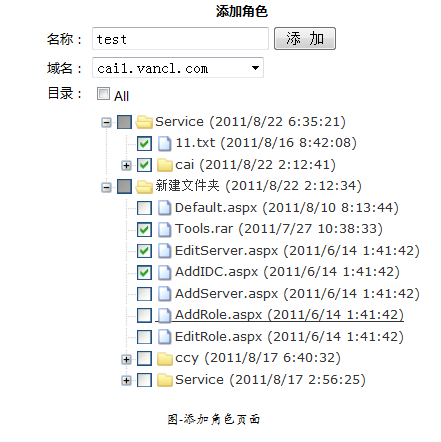 添加角色
名称： test 添 加
域名： cai1.vancl.com
目录： All
Service (2011/8/22 6:35:21)
11.txt (2011/8/16 8:42:08)
cai (2011/8/22 2:12:41)
新建文件夹 (2011/8/22 2:12:34)
Default.aspx (2011/8/10 8:13:44)
Tools.rar (2011/7/27 10:38:33)
EditServer.aspx (2011/6/14 1:41:42)
AddIDC.aspx (2011/6/14 1:41:42)
AddServer.aspx (2011/6/14 1:41:42)
AddRole.aspx (2011/6/14 1:41:42)
EditRole.aspx (2011/6/14 1:41:42)
ccy (2011/8/17 6:40:32)
Service (2011/8/17 2:56:25)
图-添加角色页面